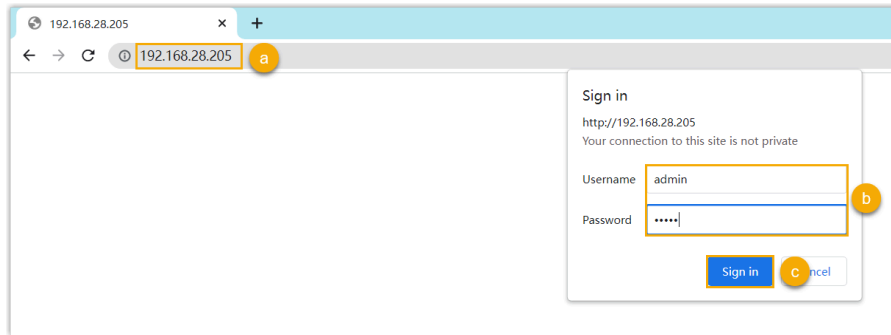 192.168.28.205
192.168.28.205 a
Sign in
http://192.168.28.205
Your connection to this site is not private
Username admin
b
Password •••••
Sign in c ncel